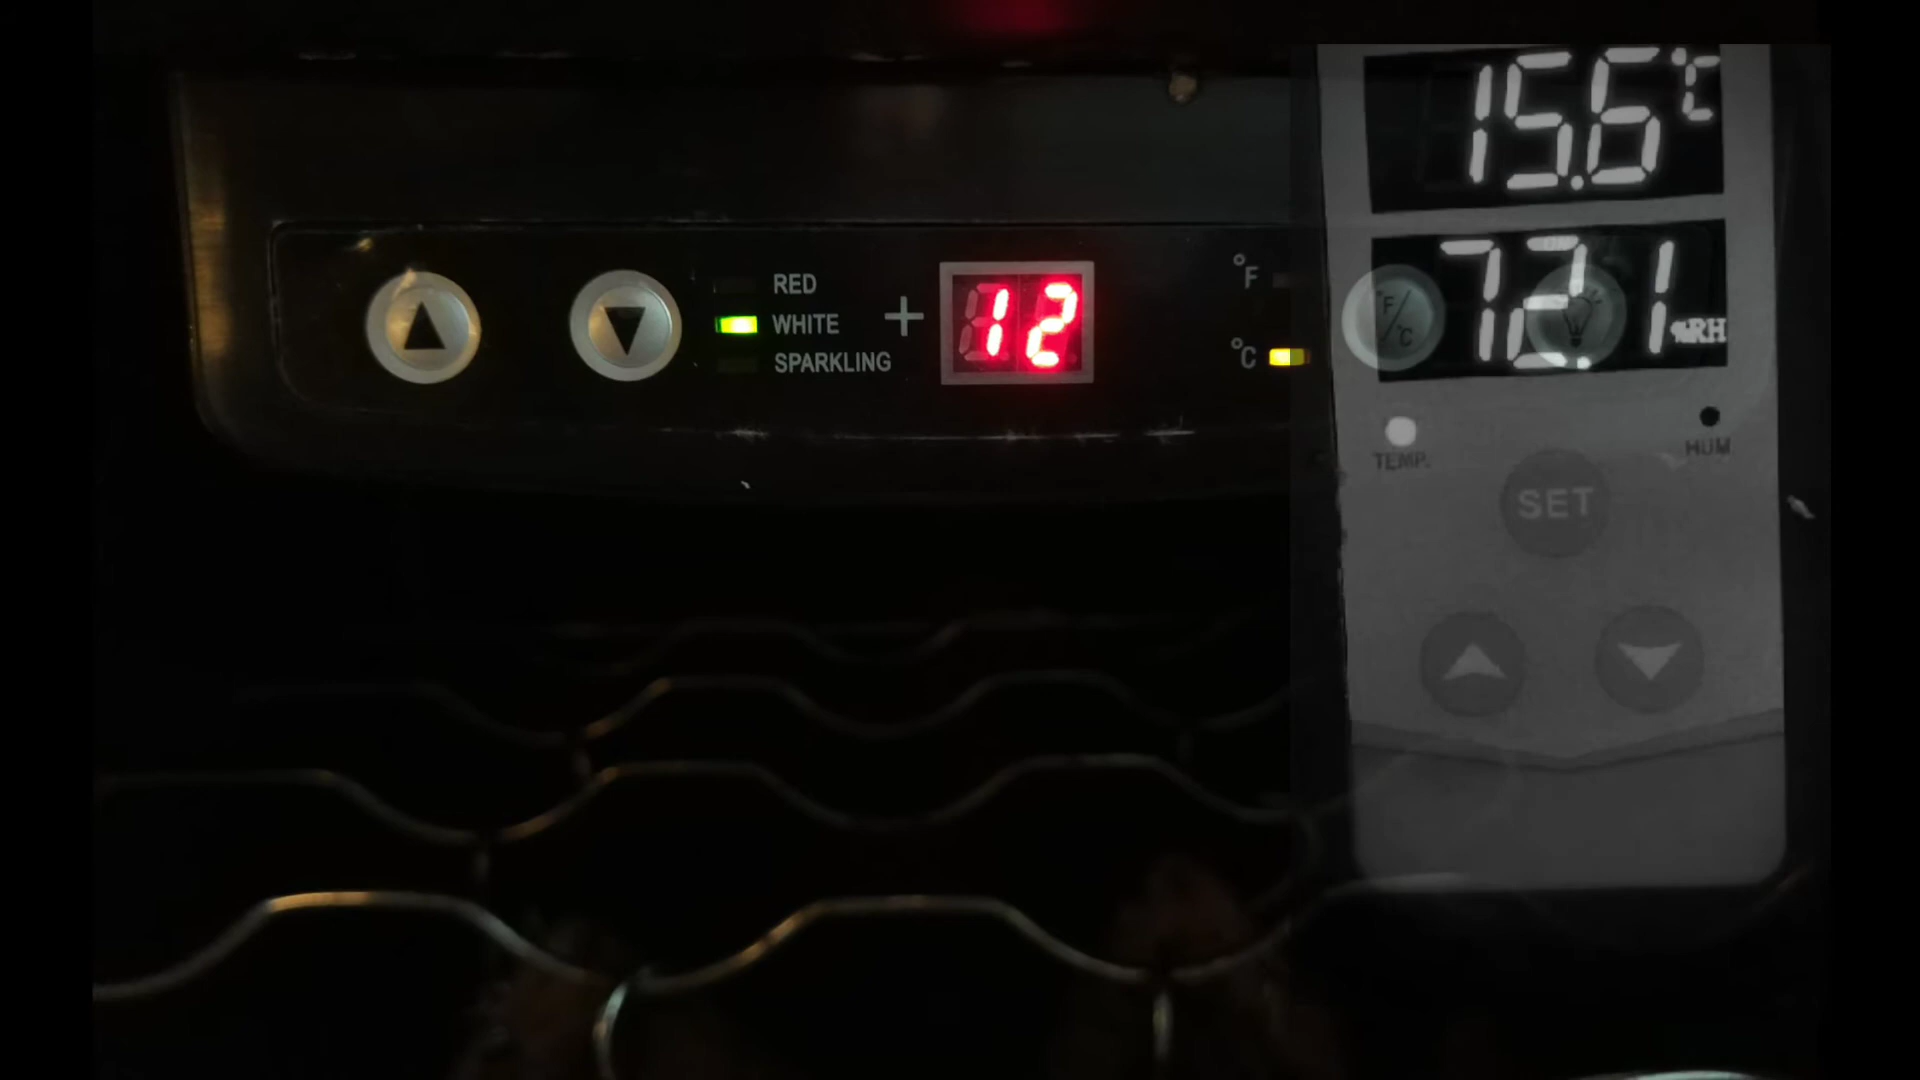 15.6°C
72.1 %RH
RED
WHITE
SPARKLING
+
12
°F
°C
°F/°C
TEMP.
HUM
SET